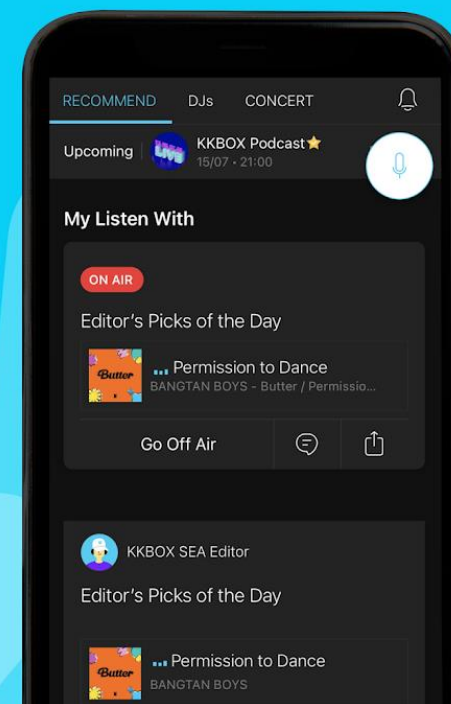 RECOMMEND DJs CONCERT
Upcoming KKBOX Podcast⭐
15/07 • 21:00
My Listen With
ON AIR
Editor's Picks of the Day
Butter
Permission to Dance
BANGTAN BOYS - Butter / Permissio...
Go Off Air
KKBOX SEA Editor
Editor's Picks of the Day
Butter
Permission to Dance
BANGTAN BOYS